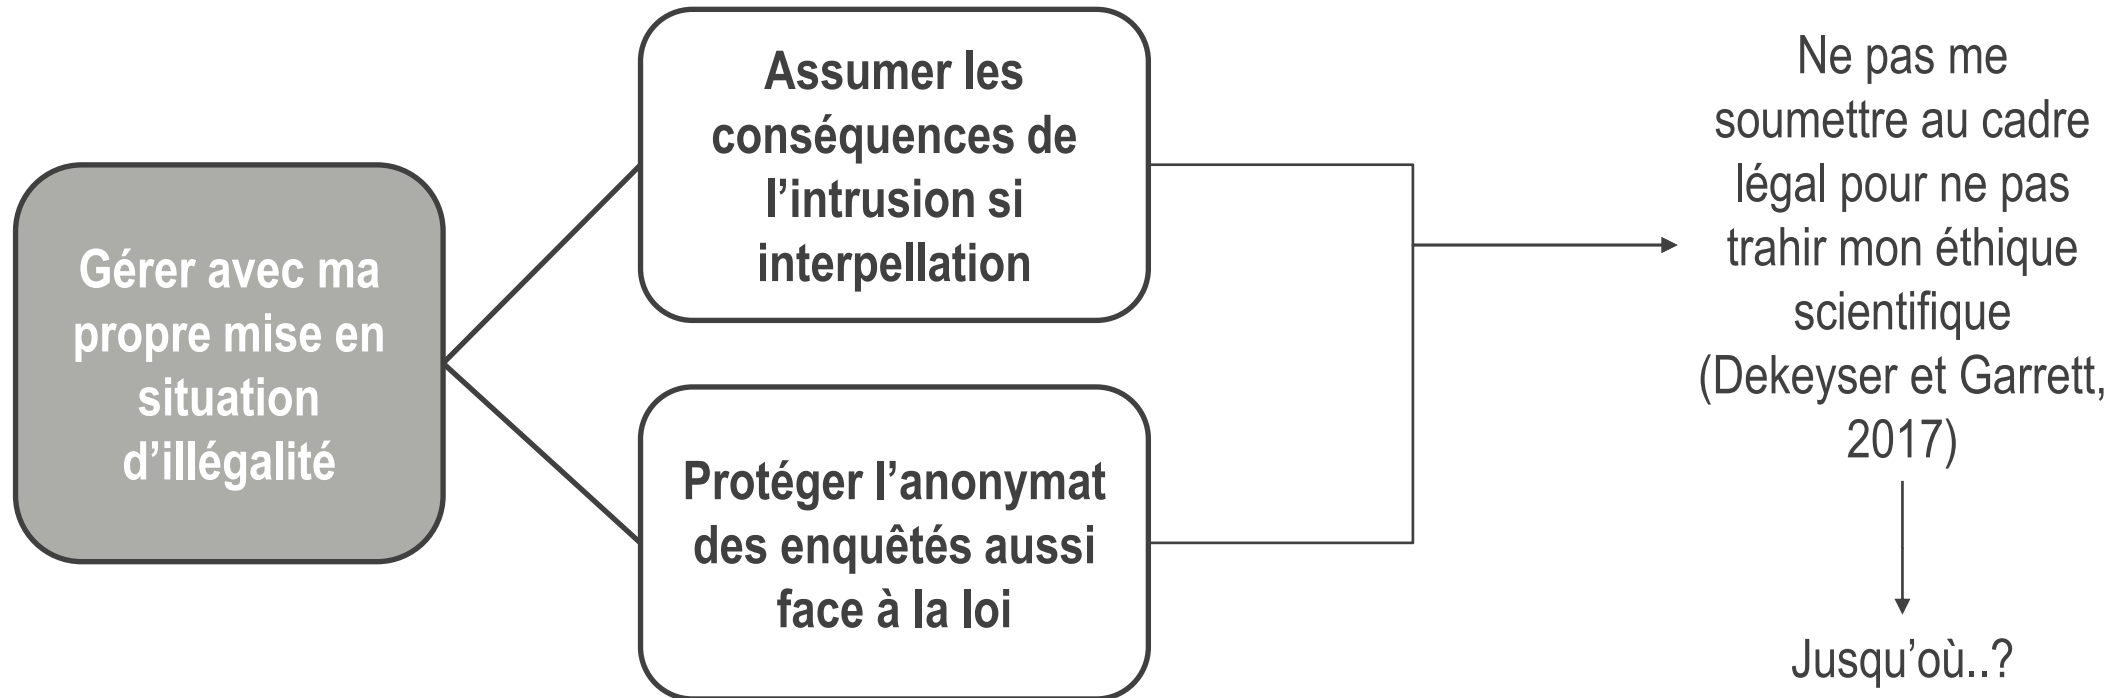 Gérer avec ma
propre mise en
situation
d’illégalité
Assumer les
conséquences de
l’intrusion si
interpellation
Protéger l’anonymat
des enquêtés aussi
face à la loi
Ne pas me
soumettre au cadre
légal pour ne pas
trahir mon éthique
scientifique
(Dekeyser et Garrett,
2017)
Jusqu’où..?